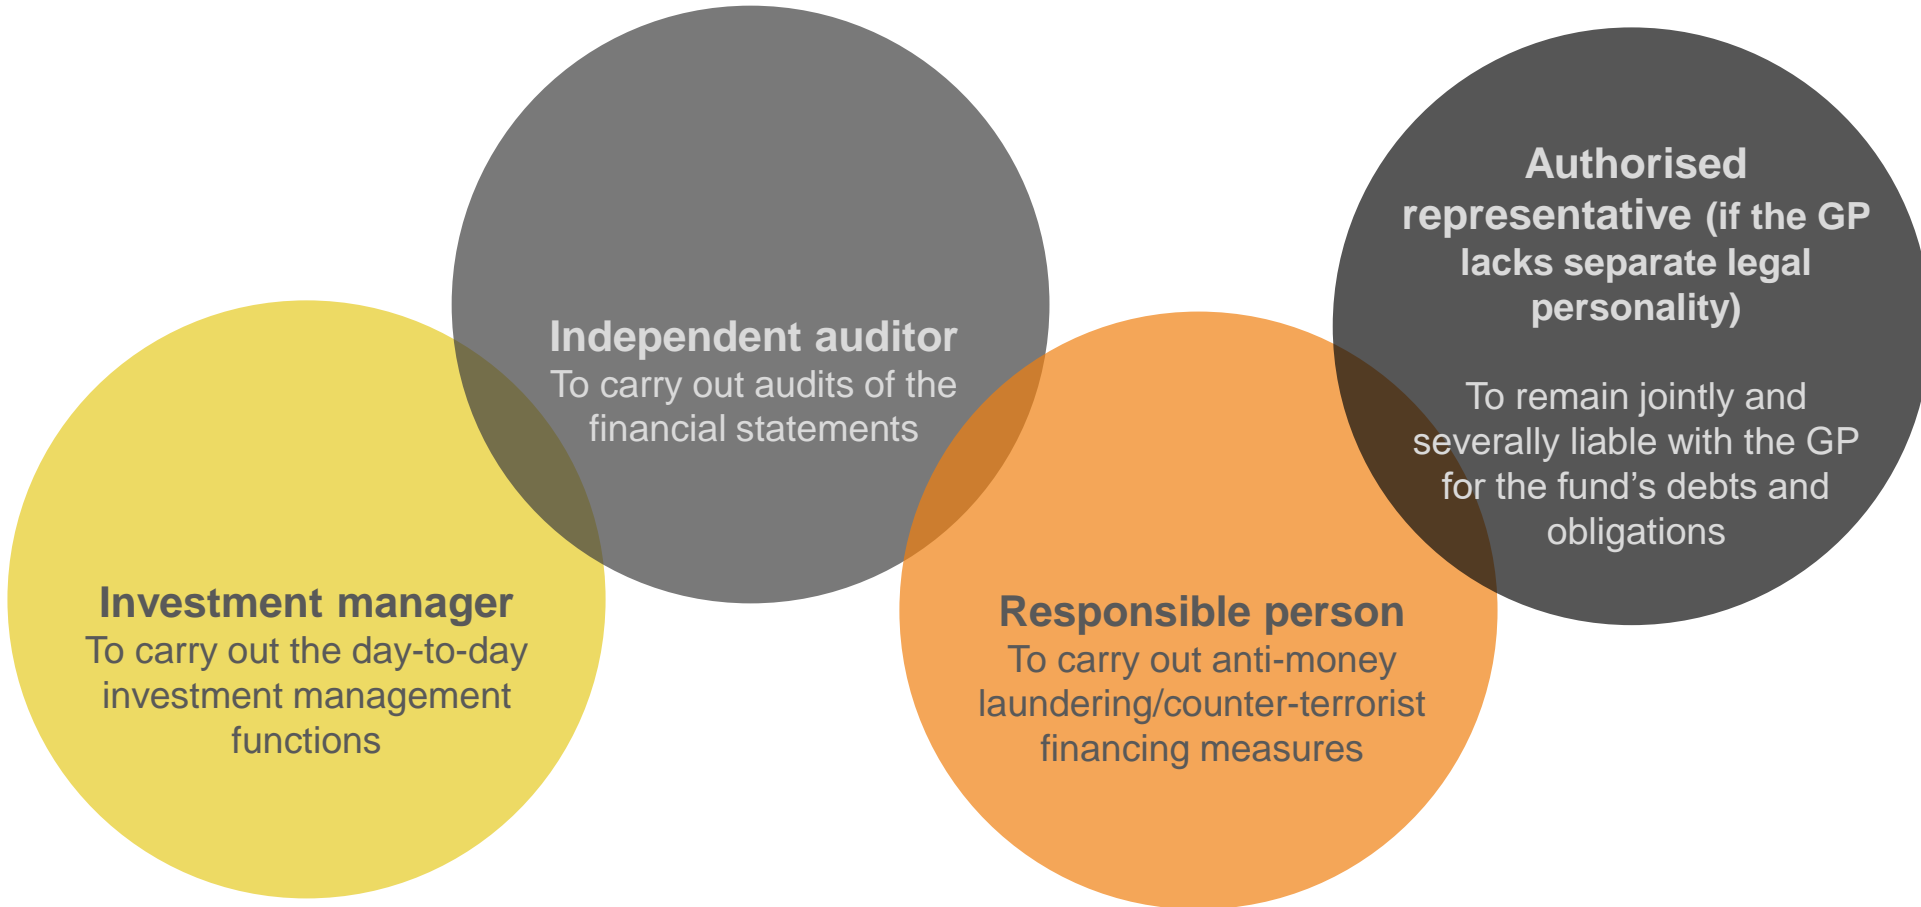 Investment manager
To carry out the day-to-day
investment management
functions
Independent auditor
To carry out audits of the
financial statements
Responsible person
To carry out anti-money
laundering/counter-terrorist
financing measures
Authorised
representative (if the GP
lacks separate legal
personality)
To remain jointly and
severally liable with the GP
for the fund’s debts and
obligations